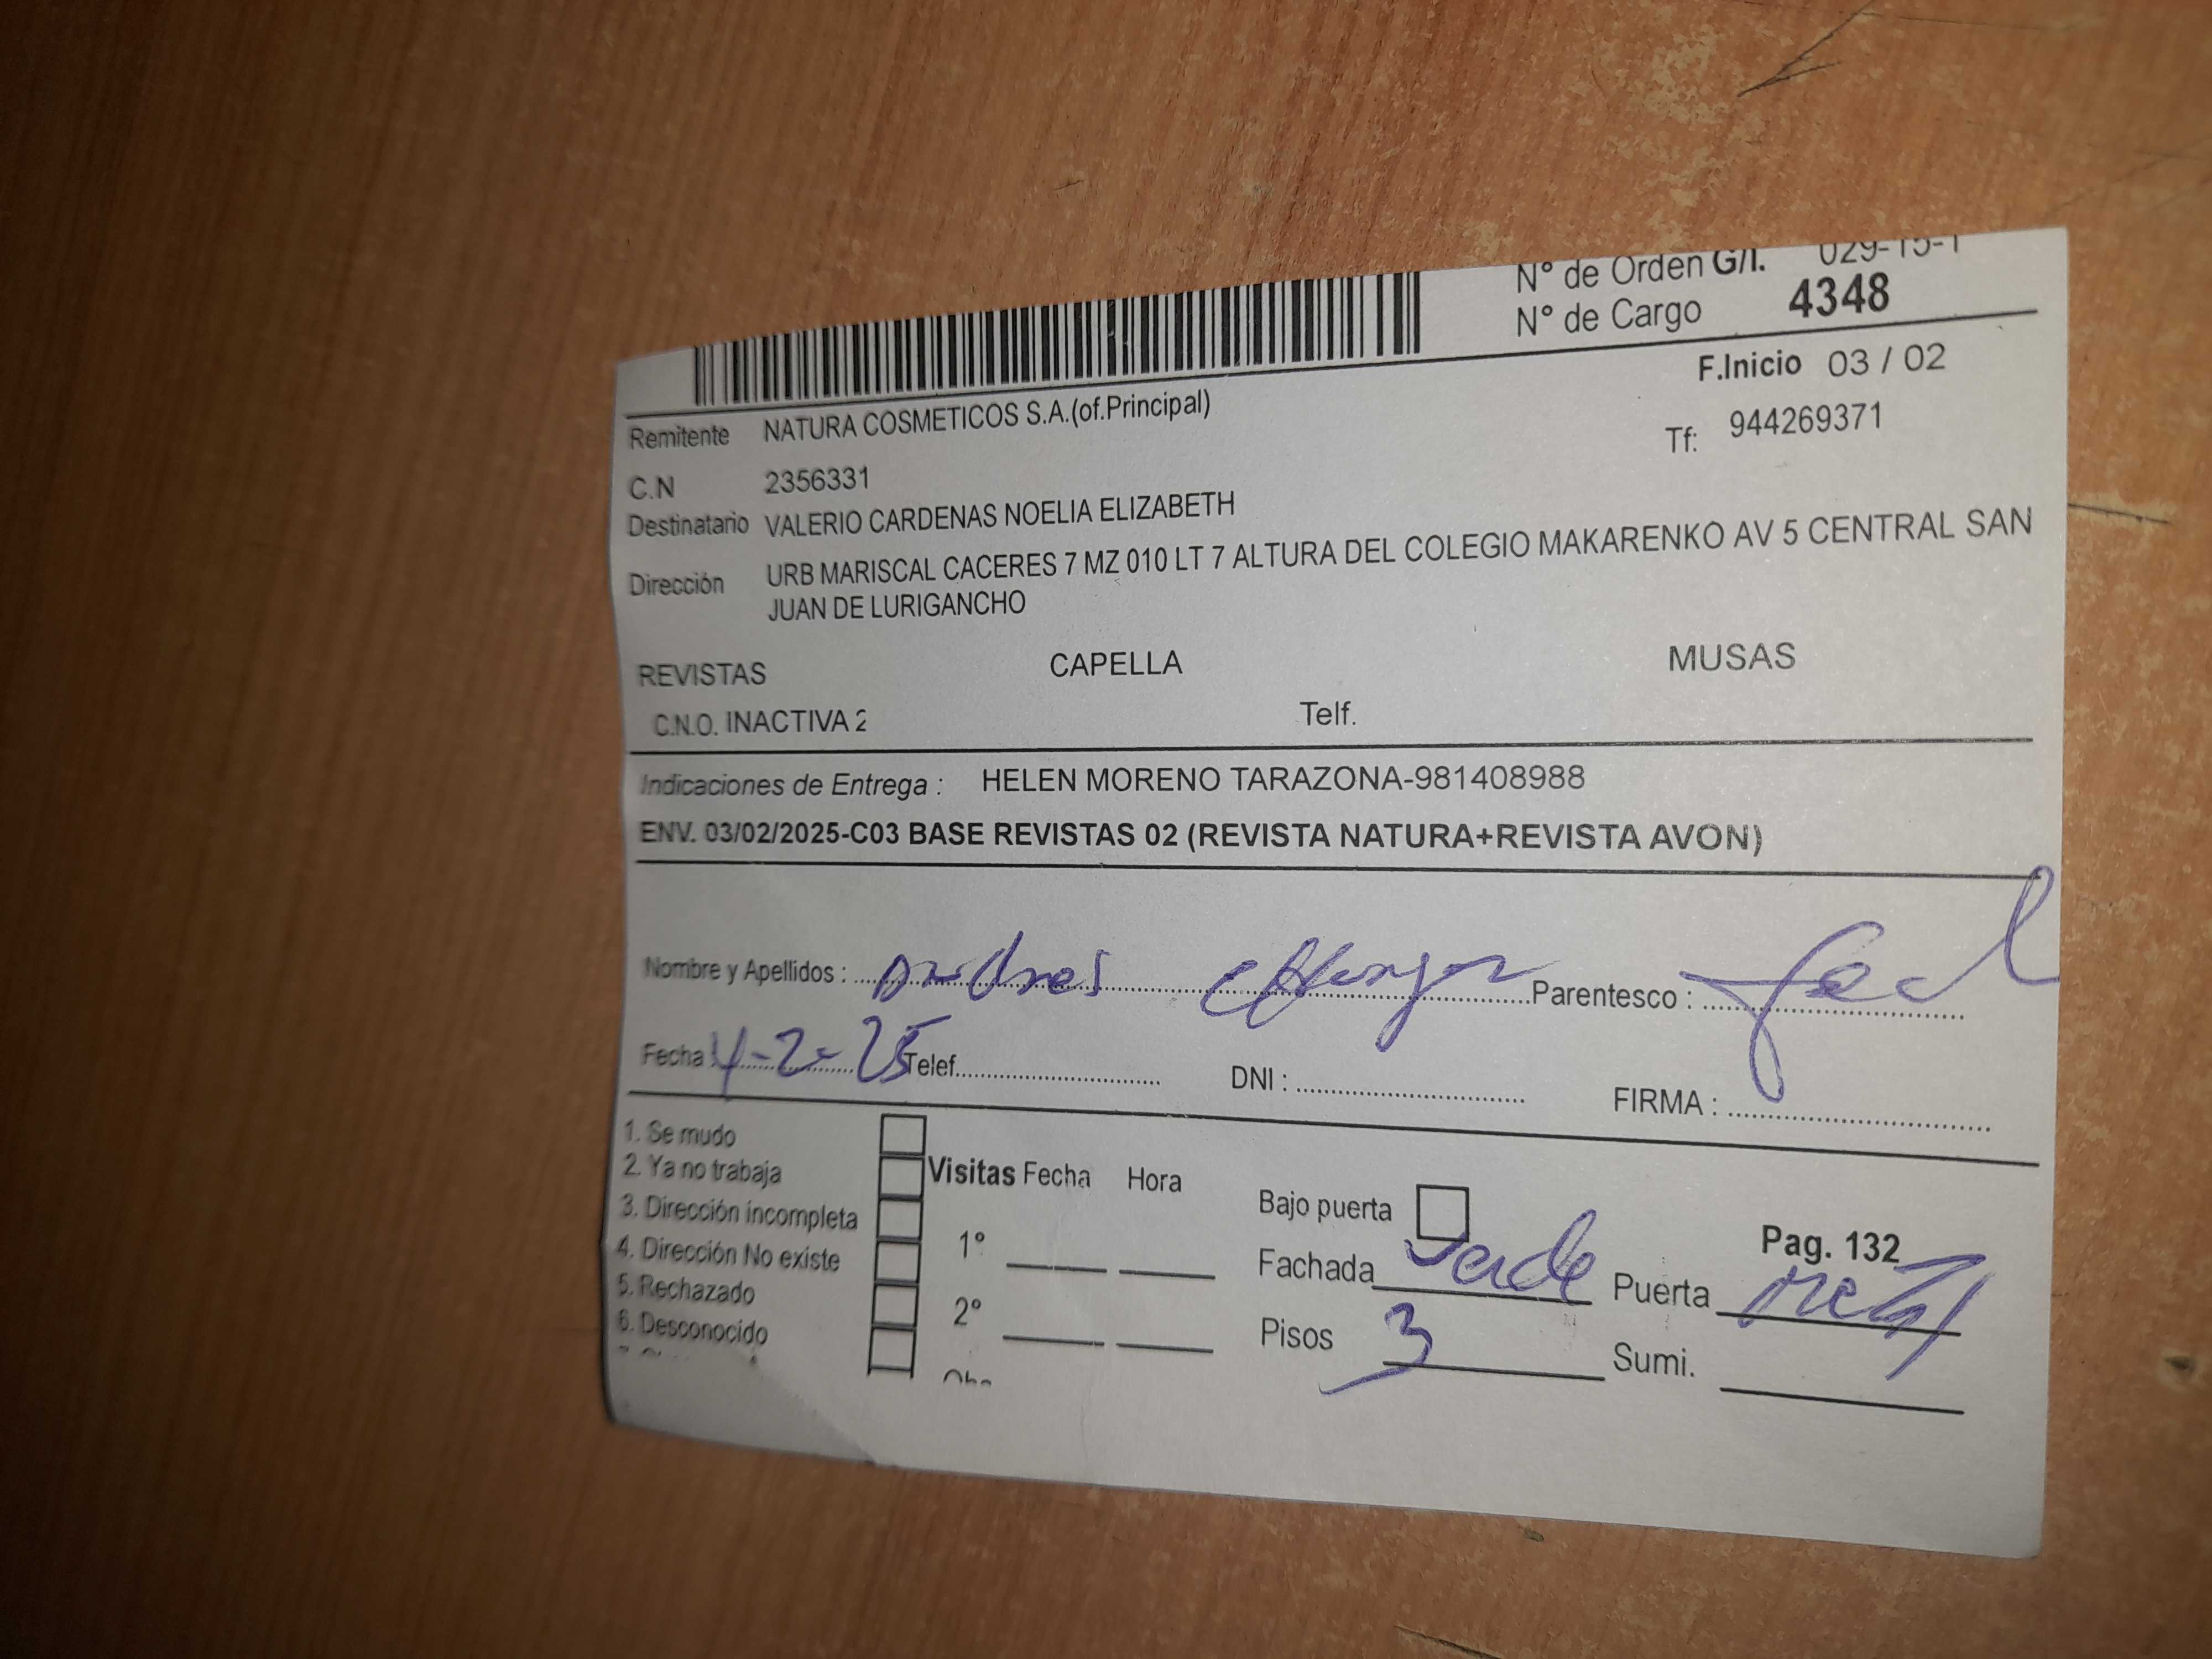 N° de Orden G/I. 029-15-1
N° de Cargo 4348
F.Inicio 03 / 02
Remitente NATURA COSMETICOS S.A.(of.Principal)
Tf: 944269371
C.N 2356331
Destinatario VALERIO CARDENAS NOELIA ELIZABETH
Dirección URB MARISCAL CACERES 7 MZ 010 LT 7 ALTURA DEL COLEGIO MAKARENKO AV 5 CENTRAL SAN
JUAN DE LURIGANCHO
REVISTAS CAPELLA MUSAS
C.N.O. INACTIVA 2 Telf.
Indicaciones de Entrega : HELEN MORENO TARAZONA-981408988
ENV. 03/02/2025-C03 BASE REVISTAS 02 (REVISTA NATURA+REVISTA AVON)
Nombre y Apellidos : Andres Parentesco :
Fecha : 4-2-25 Telef. DNI : FIRMA :
1. Se mudo
2. Ya no trabaja
3. Dirección incompleta
4. Dirección No existe
5. Rechazado
6. Desconocido
Visitas Fecha Hora
1°
2°
Bajo puerta
Pag. 132
Fachada verde Puerta metal
Pisos 3 Sumi.